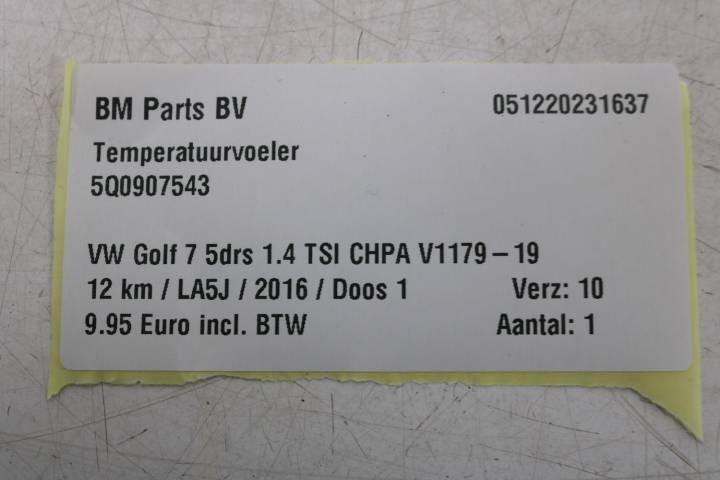 BM Parts BV 051220231637
Temperatuurvoeler
5Q0907543
VW Golf 7 5drs 1.4 TSI CHPA V1179-19
12 km / LA5J / 2016 / Doos 1 Verz: 10
9.95 Euro incl. BTW Aantal: 1